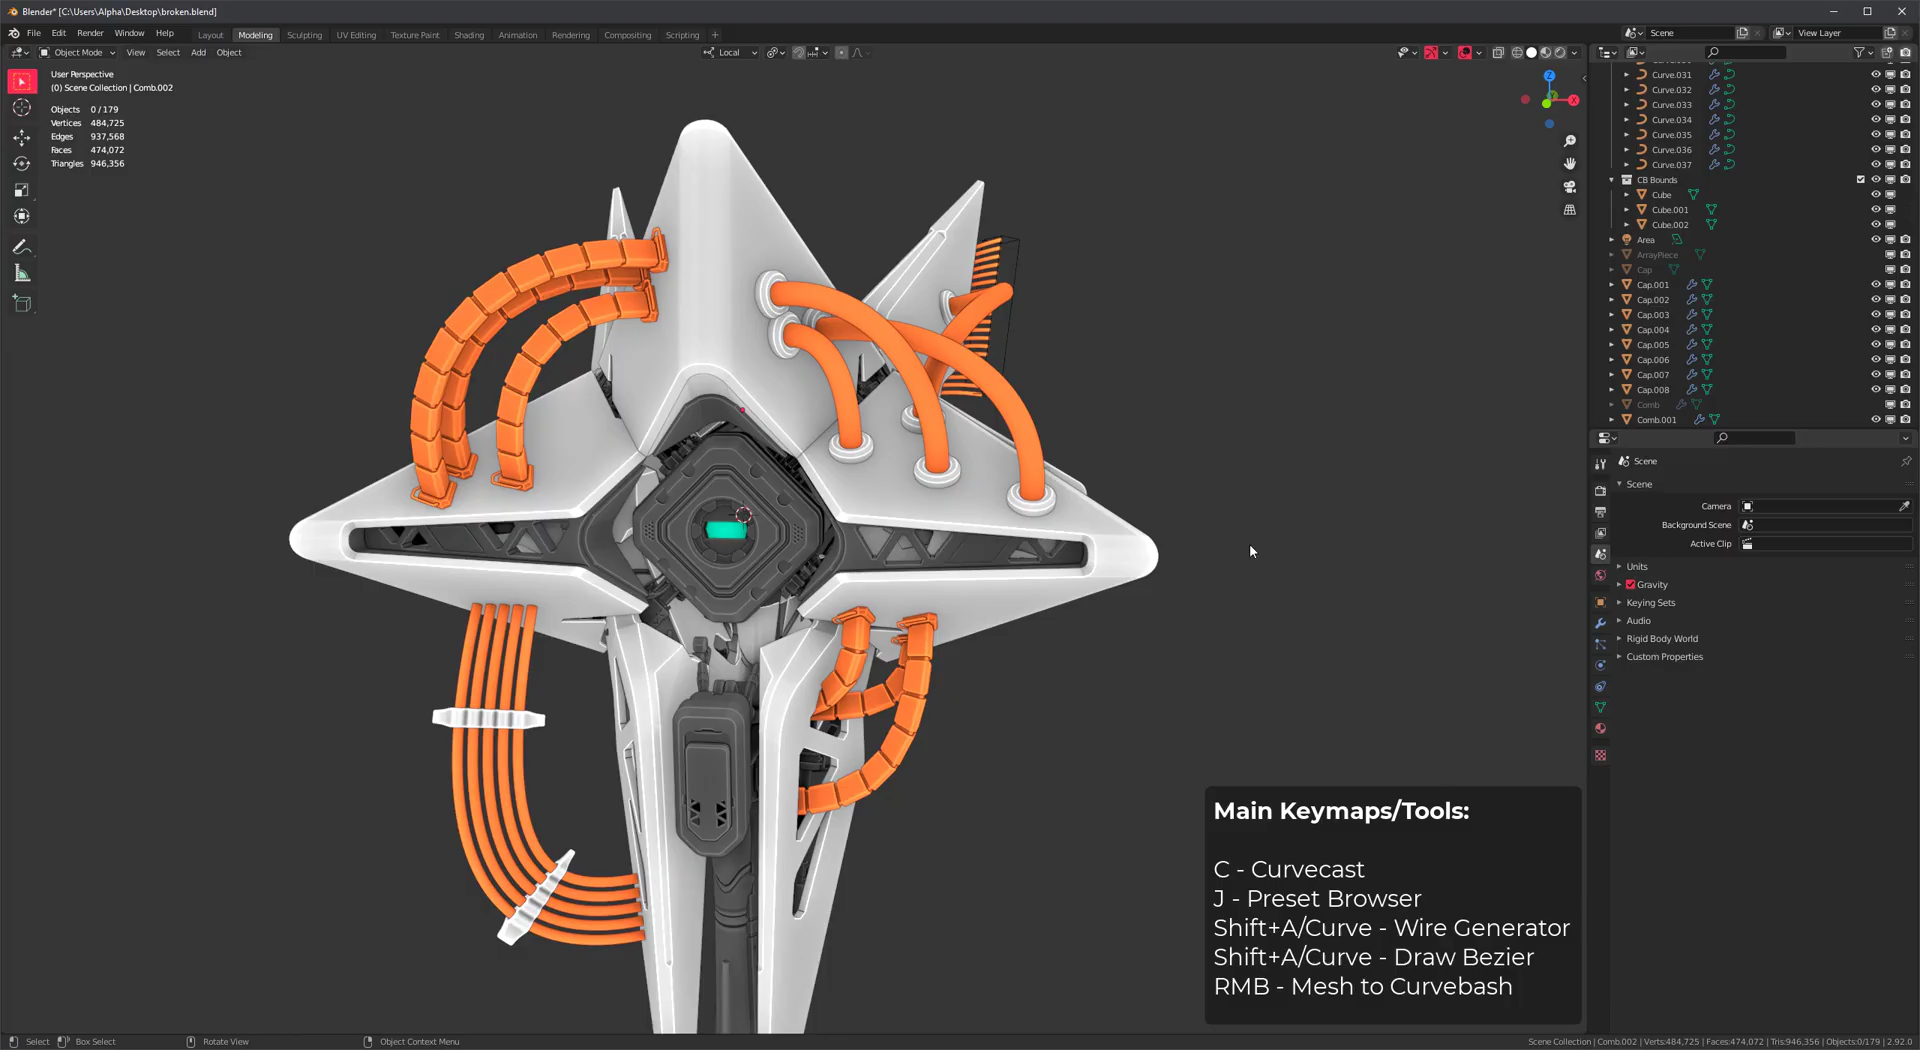 Blender* [C:\Users\Alpha\Desktop\broken.blend]
File Edit Render Window Help Layout Modeling Sculpting UV Editing Texture Paint Shading Animation Rendering Compositing Scripting + Scene View Layer
Object Mode View Select Add Object Local
User Perspective
(0) Scene Collection | Comb.002
Objects 0 / 179
Vertices 484,725
Edges 937,568
Faces 474,072
Triangles 946,356
Z
X
Curve.031
Curve.032
Curve.033
Curve.034
Curve.035
Curve.036
Curve.037
CB Bounds
Cube
Cube.001
Cube.002
Area
ArrayPiece
Cap
Cap.001
Cap.002
Cap.003
Cap.004
Cap.005
Cap.006
Cap.007
Cap.008
Comb
Comb.001
Scene
Scene
Camera
Background Scene
Active Clip
Units
Gravity
Keying Sets
Audio
Rigid Body World
Custom Properties
Main Keymaps/Tools:
C - Curvecast
J - Preset Browser
Shift+A/Curve - Wire Generator
Shift+A/Curve - Draw Bezier
RMB - Mesh to Curvebash
Select Box Select Rotate View Object Context Menu Scene Collection | Comb.002 | Verts:484,725 | Faces:474,072 | Tris:946,356 | Objects:0/179 | 2.92.0